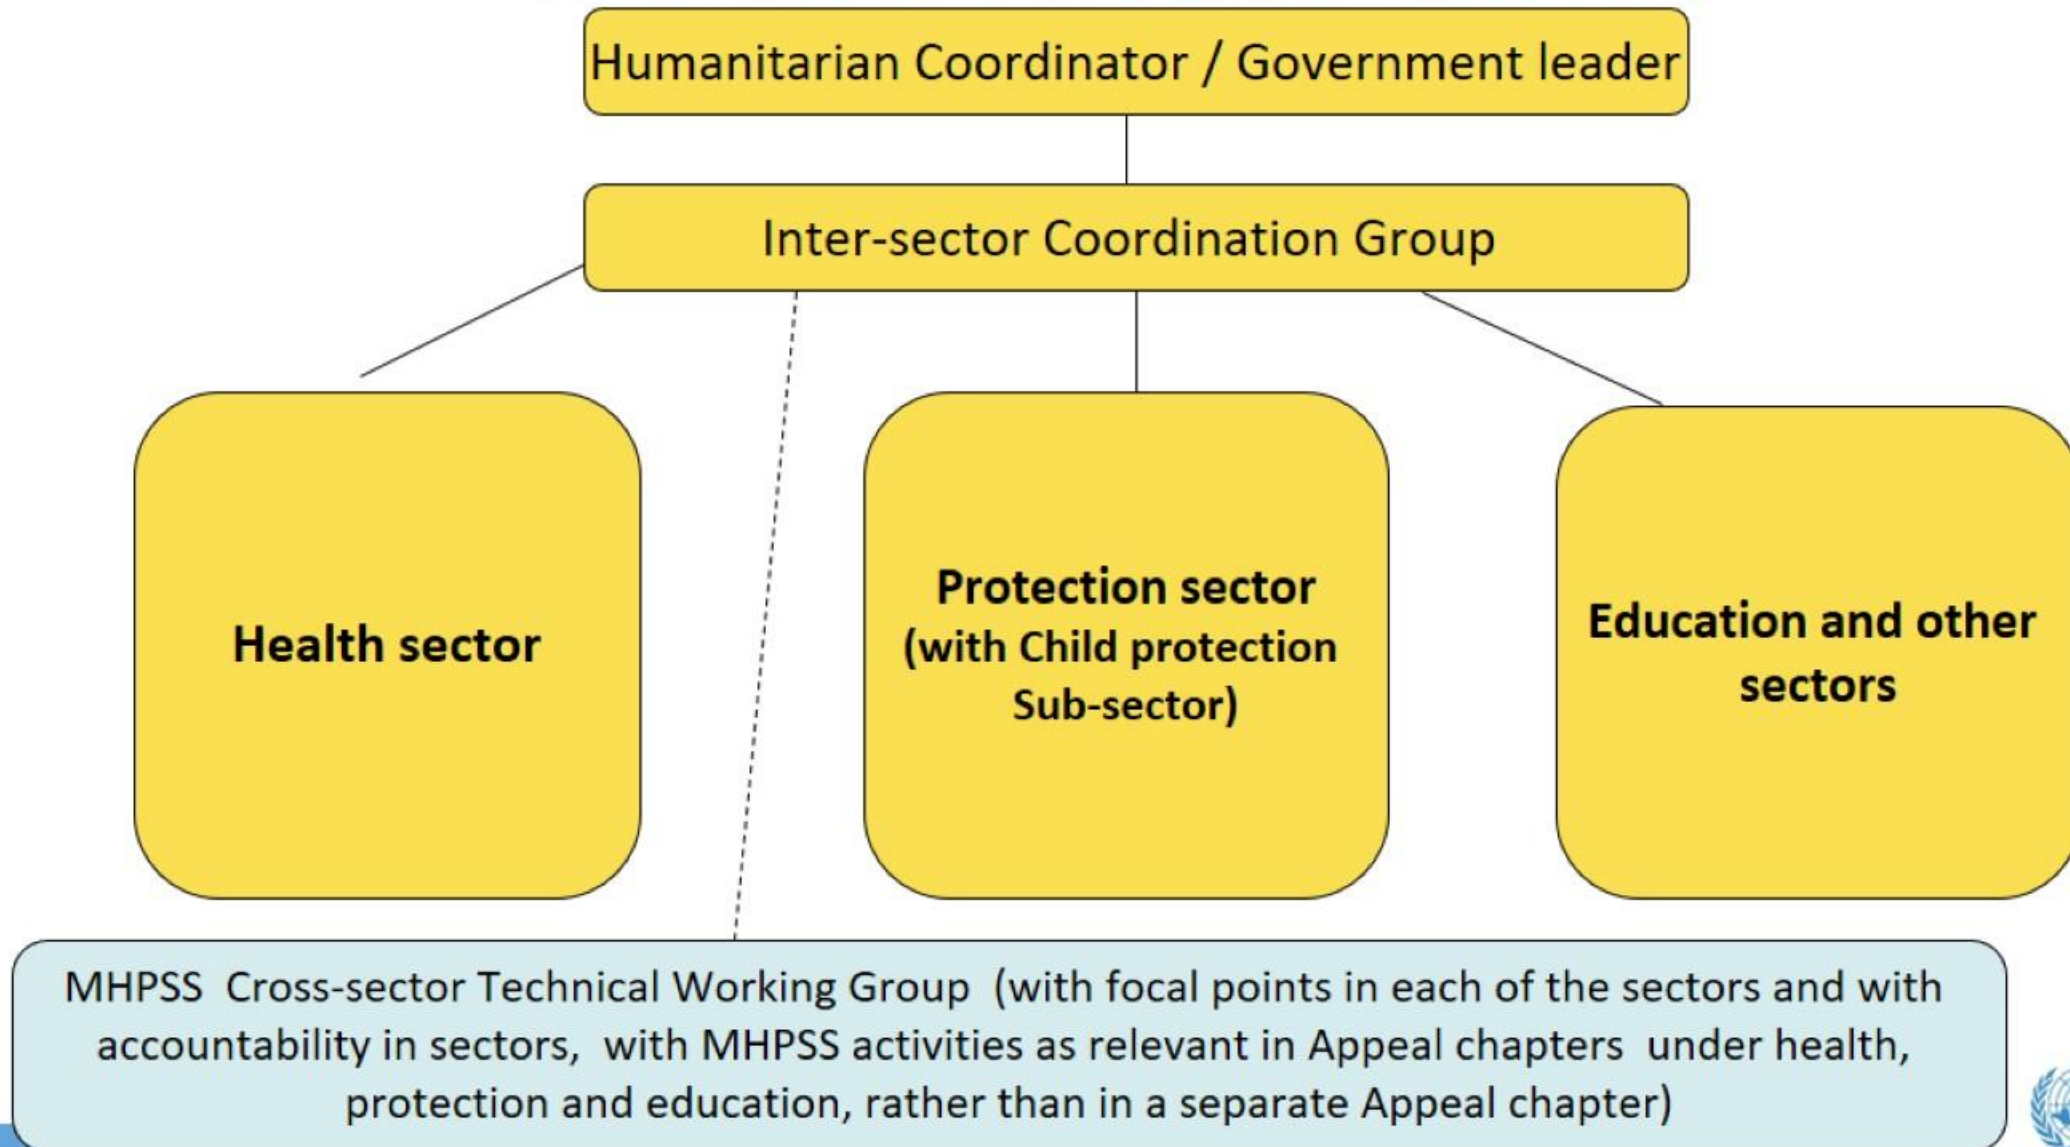 Humanitarian Coordinator / Government leader
Inter-sector Coordination Group
Health sector
Protection sector
(with Child protection
Sub-sector)
Education and other
sectors
MHPSS Cross-sector Technical Working Group (with focal points in each of the sectors and with
accountability in sectors, with MHPSS activities as relevant in Appeal chapters under health,
protection and education, rather than in a separate Appeal chapter)